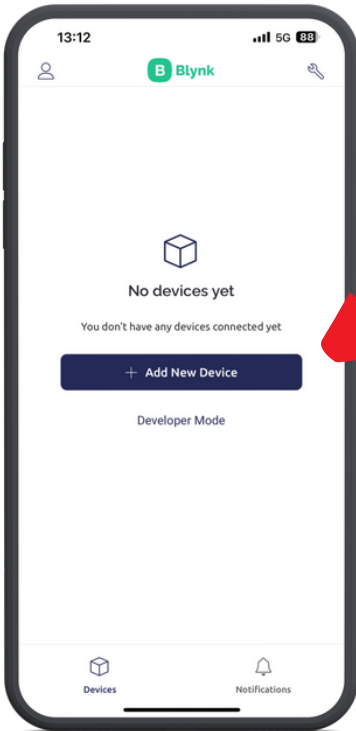 13:12 5G 88
B Blynk
No devices yet
You don't have any devices connected yet
+ Add New Device
Developer Mode
Devices Notifications